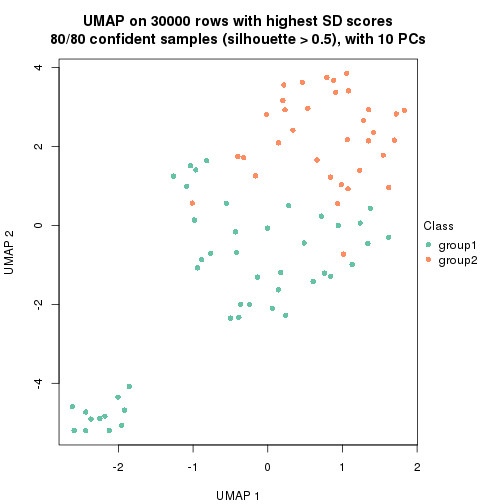 UMAP on 30000 rows with highest SD scores
80/80 confident samples (silhouette > 0.5), with 10 PCs
4
2
0
-2
-4
UMAP 2
-2
-1
0
1
2
UMAP 1
Class
group1
group2